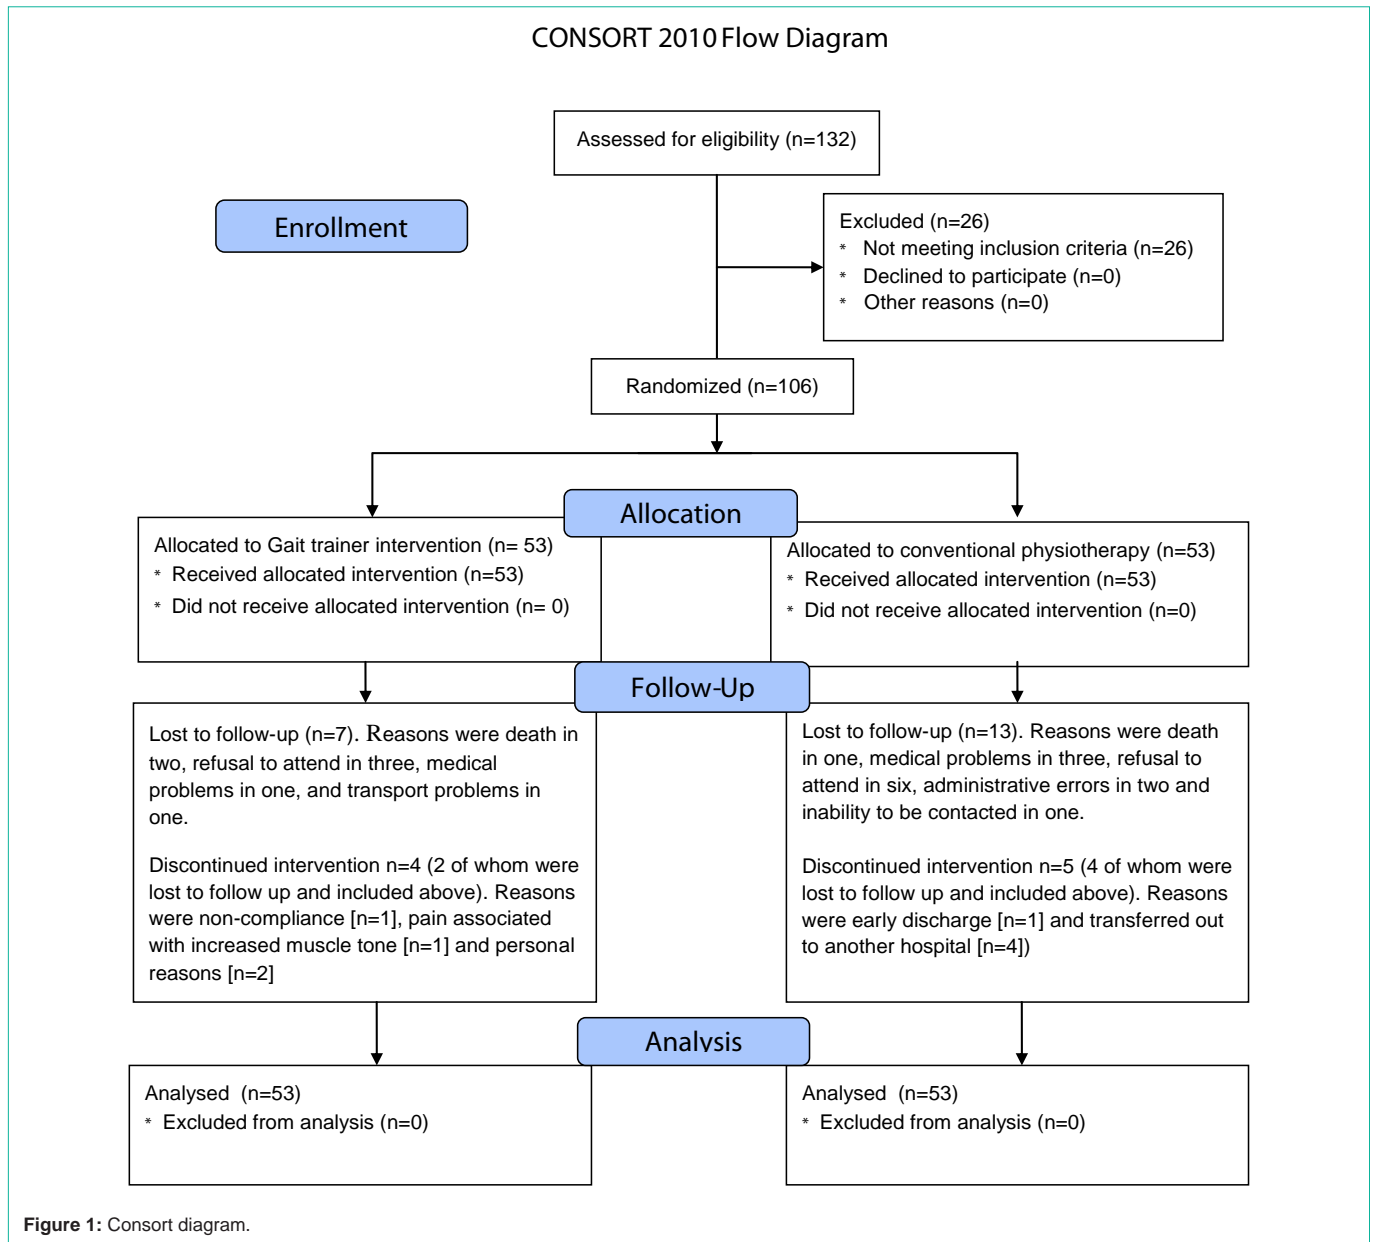 CONSORT 2010 Flow Diagram
Assessed for eligibility (n=132)
Enrollment
Excluded (n=26)
* Not meeting inclusion criteria (n=26)
* Declined to participate (n=0)
* Other reasons (n=0)
Randomized (n=106)
Allocation
Allocated to Gait trainer intervention (n= 53)
* Received allocated intervention (n=53)
* Did not receive allocated intervention (n= 0)
Allocated to conventional physiotherapy (n=53)
* Received allocated intervention (n=53)
* Did not receive allocated intervention (n=0)
Follow-Up
Lost to follow-up (n=7). Reasons were death in
two, refusal to attend in three, medical
problems in one, and transport problems in
one.
Discontinued intervention n=4 (2 of whom were
lost to follow up and included above). Reasons
were non-compliance [n=1], pain associated
with increased muscle tone [n=1] and personal
reasons [n=2]
Lost to follow-up (n=13). Reasons were death
in one, medical problems in three, refusal to
attend in six, administrative errors in two and
inability to be contacted in one.
Discontinued intervention n=5 (4 of whom were
lost to follow up and included above). Reasons
were early discharge [n=1] and transferred out
to another hospital [n=4])
Analysis
Analysed (n=53)
* Excluded from analysis (n=0)
Analysed (n=53)
* Excluded from analysis (n=0)
Figure 1: Consort diagram.